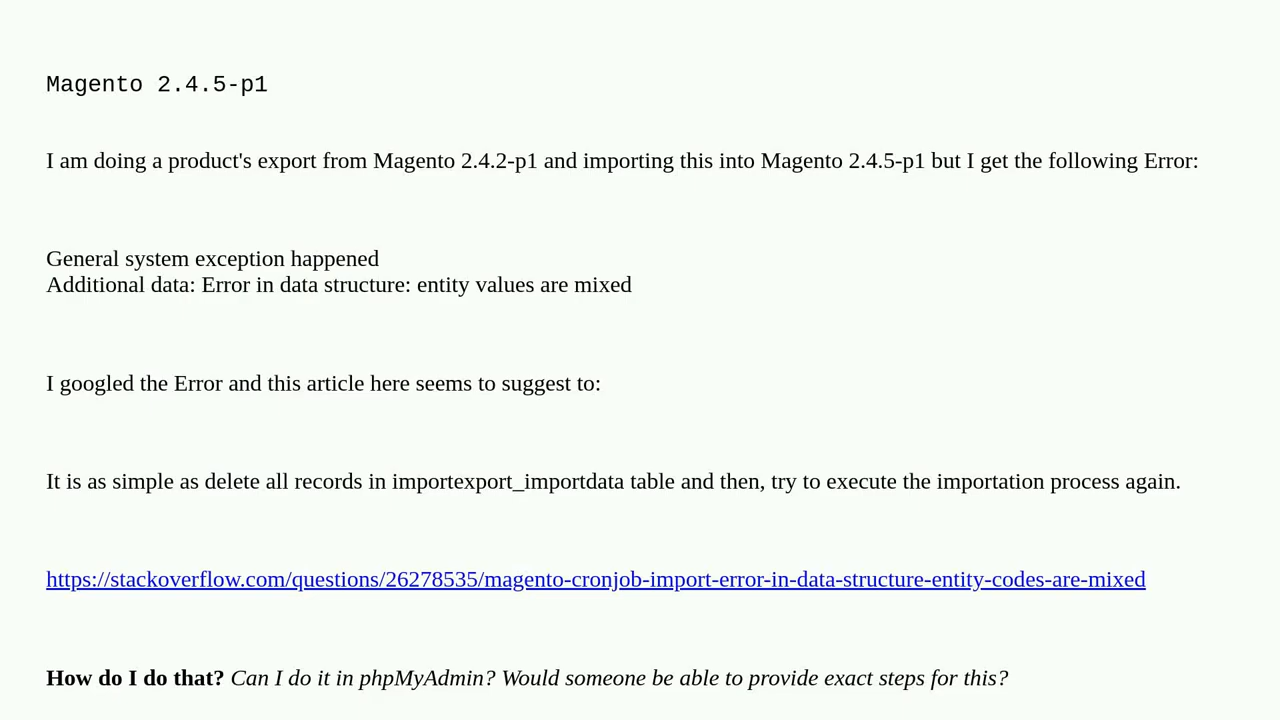 Magento 2.4.5-p1
I am doing a product's export from Magento 2.4.2-p1 and importing this into Magento 2.4.5-p1 but I get the following Error:
General system exception happened
Additional data: Error in data structure: entity values are mixed
I googled the Error and this article here seems to suggest to:
It is as simple as delete all records in importexport_importdata table and then, try to execute the importation process again.
https://stackoverflow.com/questions/26278535/magento-cronjob-import-error-in-data-structure-entity-codes-are-mixed
How do I do that? Can I do it in phpMyAdmin? Would someone be able to provide exact steps for this?